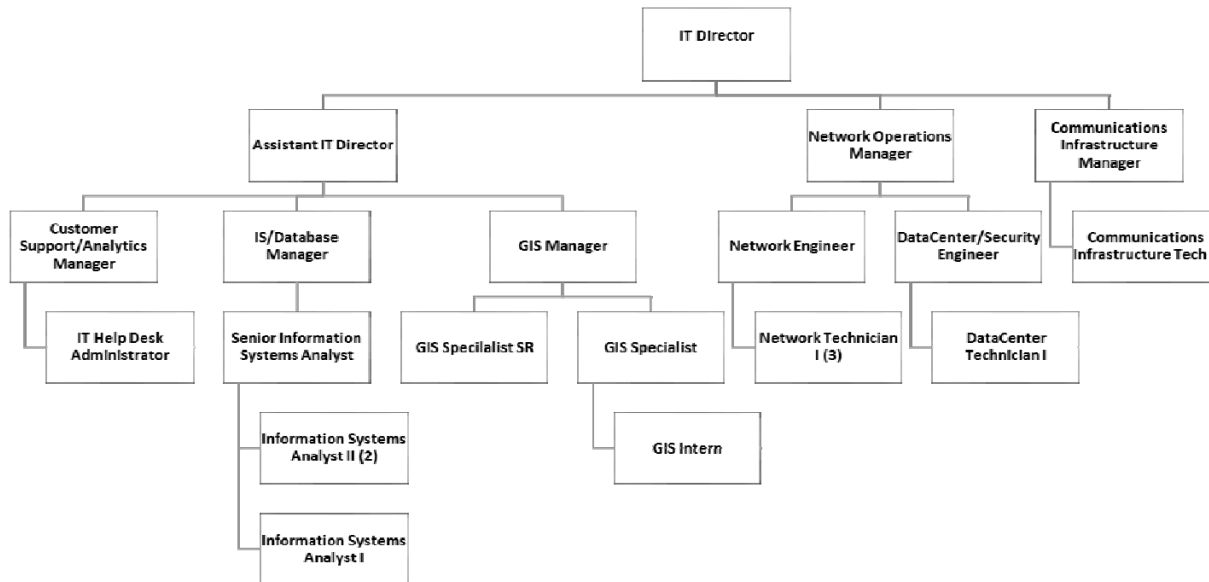 IT Director
Assistant IT Director
Network Operations
Manager
Communications
Infrastructure
Manager
Customer
Support/Analytics
Manager
IS/Database
Manager
GIS Manager
Network Engineer
DataCenter/Security
Engineer
Communications
Infrastructure Tech
IT Help Desk
Administrator
Senior Information
Systems Analyst
GIS Specilalist SR
GIS Specialist
Network Technician
I (3)
DataCenter
Technician I
Information Systems
Analyst II (2)
GIS Intern
Information Systems
Analyst I